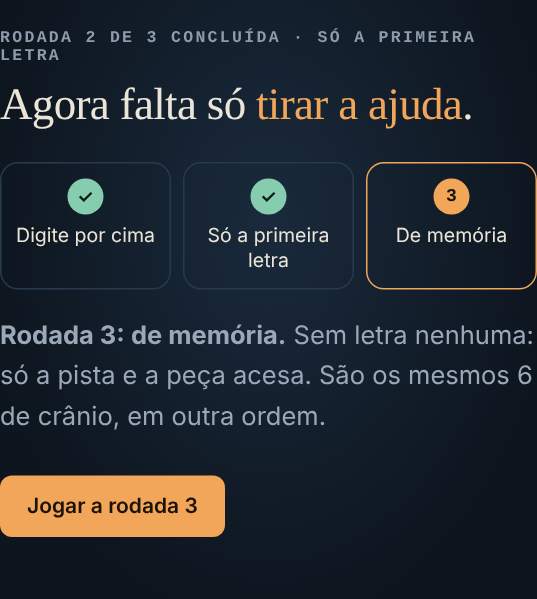 RODADA 2 DE 3 CONCLUÍDA · SÓ A PRIMEIRA
LETRA
Agora falta só tirar a ajuda.
Digite por cima
Só a primeira
letra
3
De memória
Rodada 3: de memória. Sem letra nenhuma:
só a pista e a peça acesa. São os mesmos 6
de crânio, em outra ordem.
Jogar a rodada 3